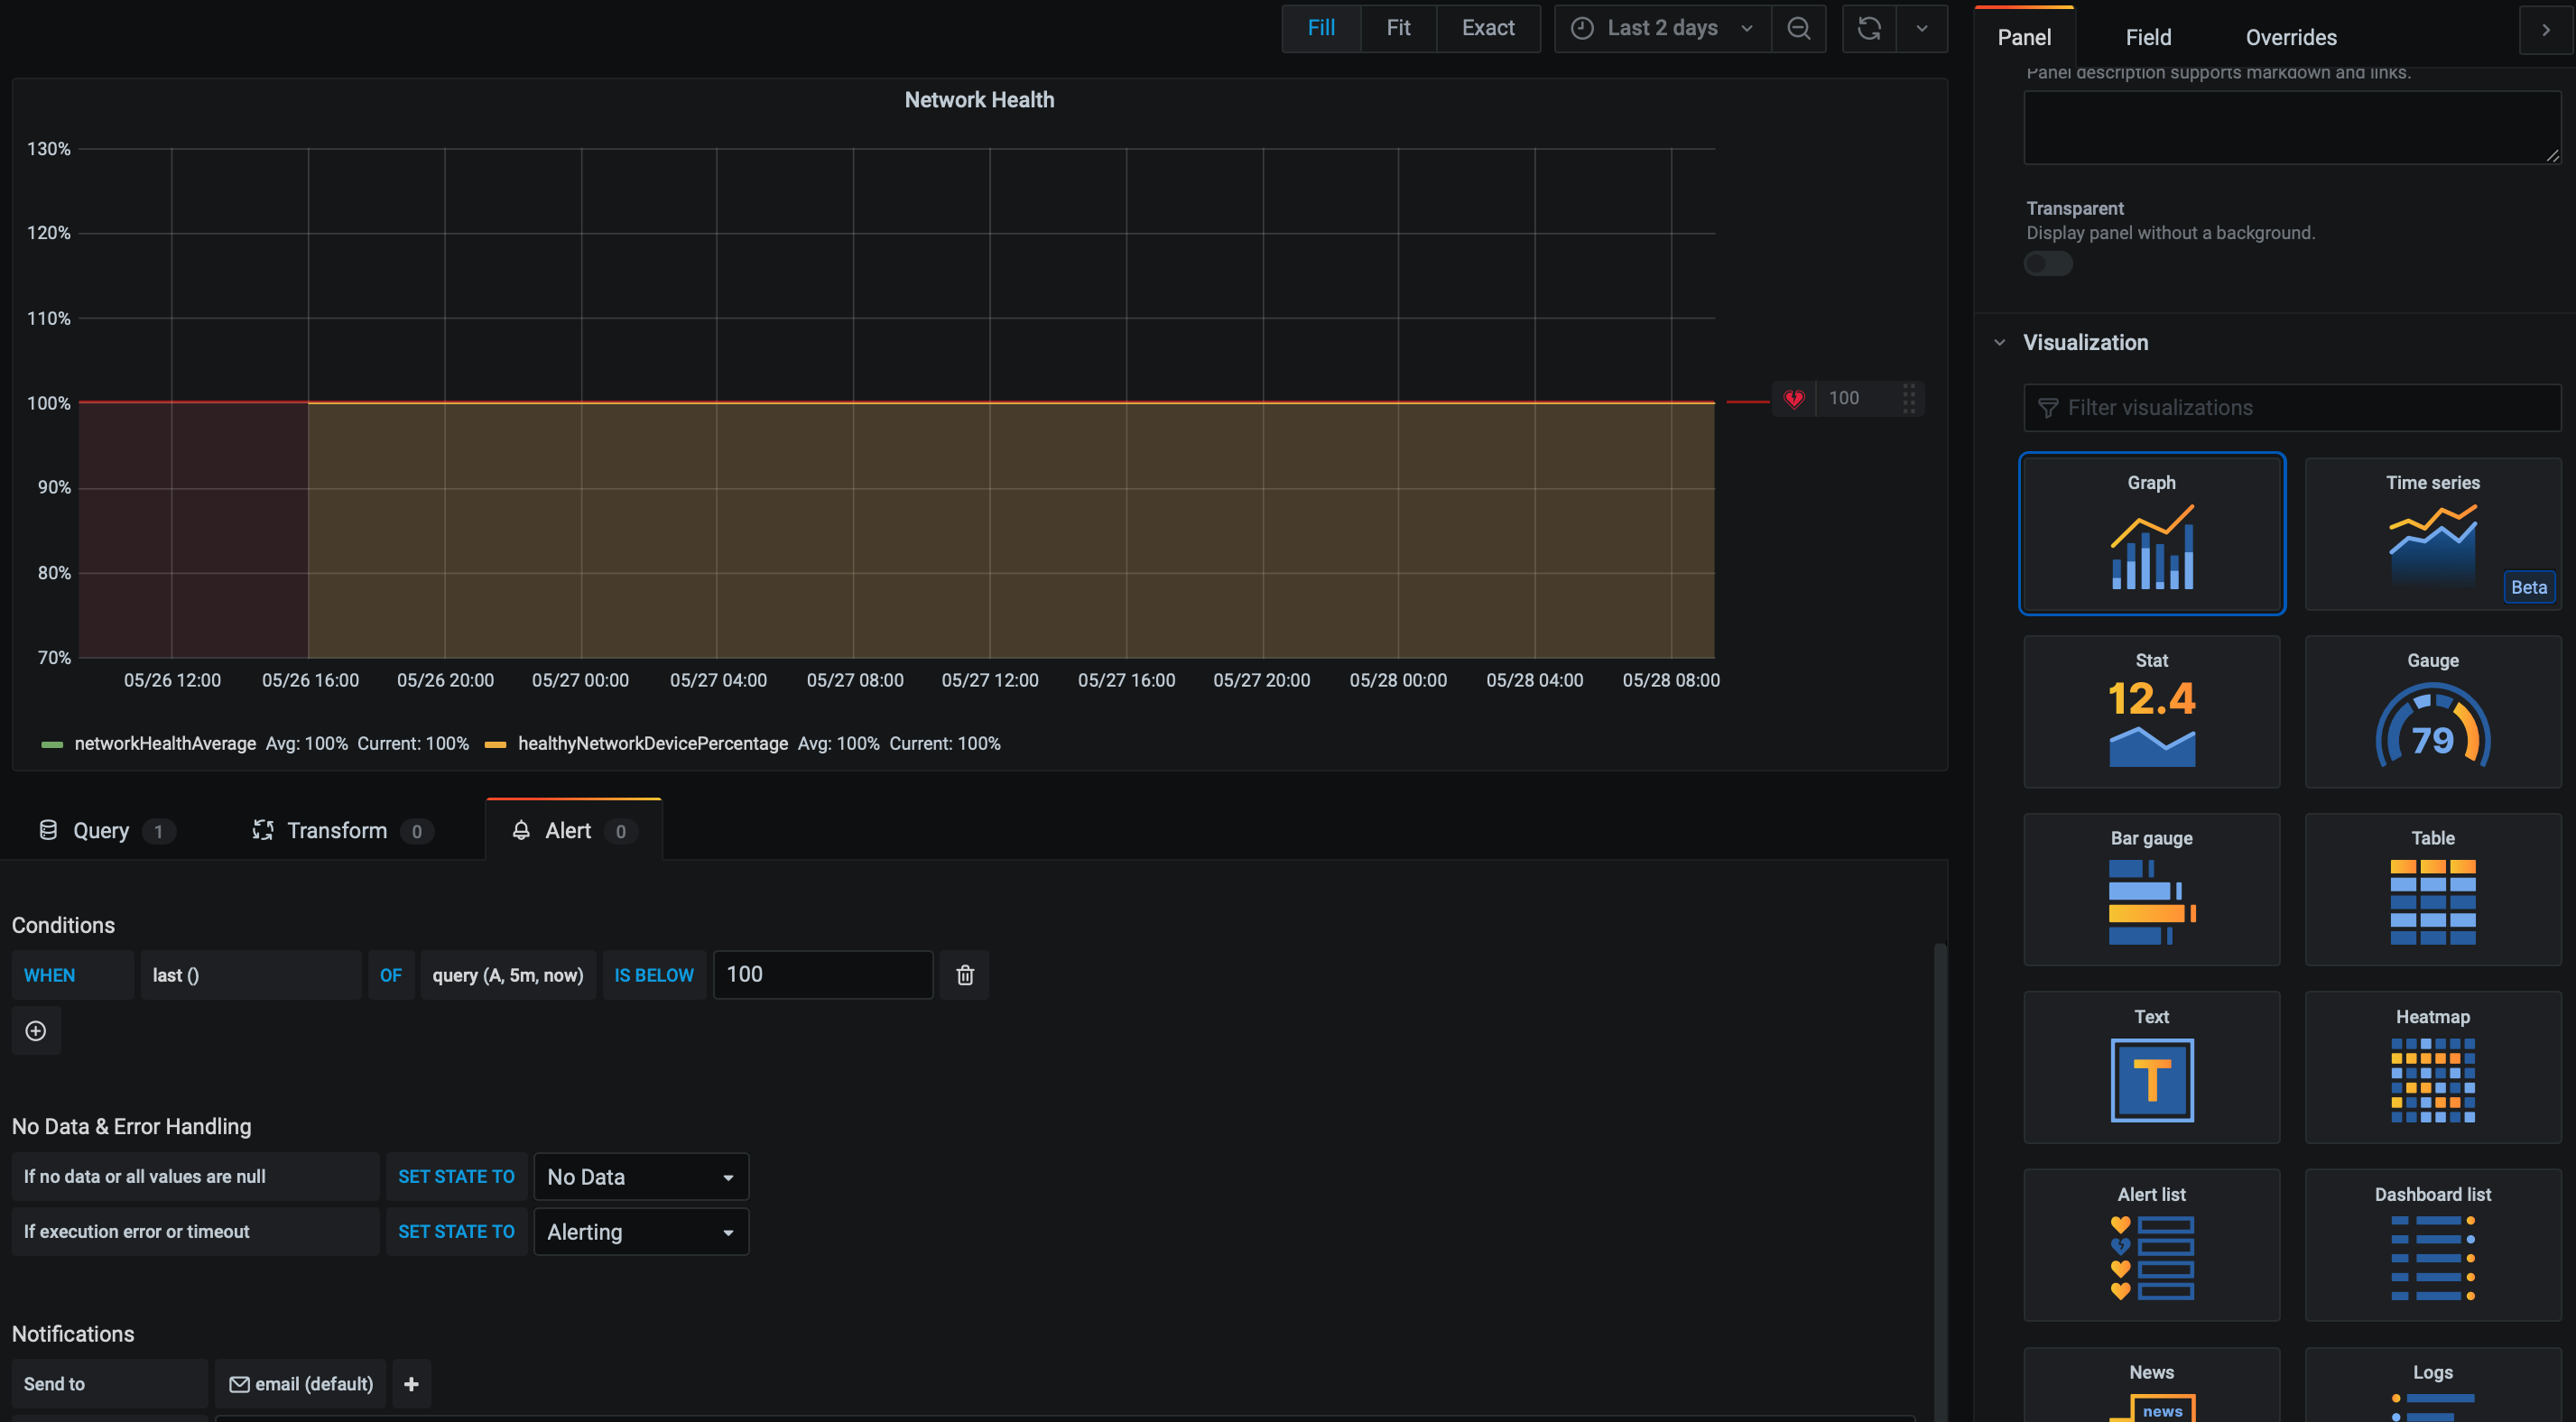 Fill Fit Exact Last 2 days
Panel Field Overrides
Panel description supports markdown and links.
Network Health
130%
120%
110%
100%
90%
80%
70%
100
05/26 12:00 05/26 16:00 05/26 20:00 05/27 00:00 05/27 04:00 05/27 08:00 05/27 12:00 05/27 16:00 05/27 20:00 05/28 00:00 05/28 04:00 05/28 08:00
networkHealthAverage Avg: 100% Current: 100% healthyNetworkDevicePercentage Avg: 100% Current: 100%
Query 1 Transform 0 Alert 0
Conditions
WHEN last () OF query (A, 5m, now) IS BELOW 100
No Data & Error Handling
If no data or all values are null SET STATE TO No Data
If execution error or timeout SET STATE TO Alerting
Notifications
Send to email (default)
Transparent
Display panel without a background.
Visualization
Filter visualizations
Graph Time series
Beta
Stat Gauge
12.4 79
Bar gauge Table
Text Heatmap
T
Alert list Dashboard list
News Logs
news